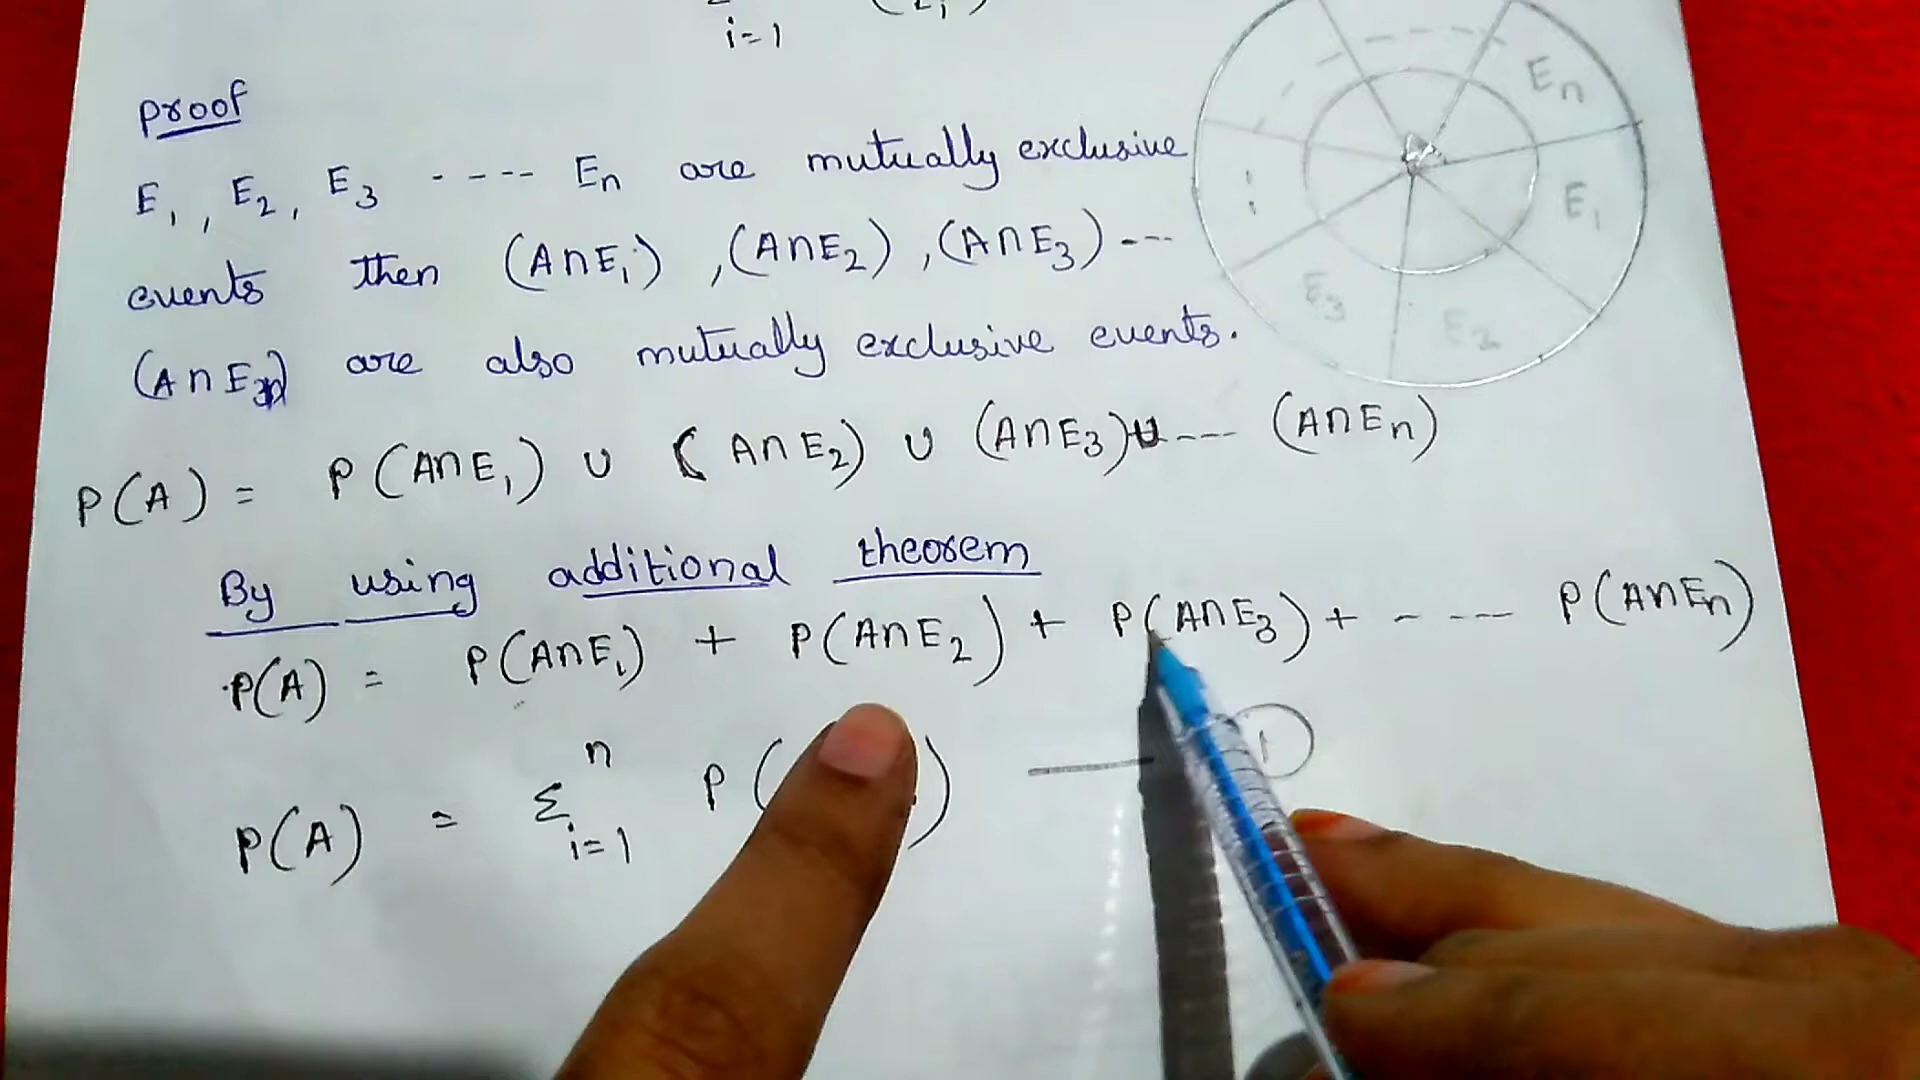 i=1
Proof
E1, E2, E3 ---- En are mutually exclusive
events then (A∩E1), (A∩E2), (A∩E3) ---
(A∩En) are also mutually exclusive events.
P(A) = P(A∩E1) ∪ (A∩E2) ∪ (A∩E3) ∪ ---- (A∩En)
By using additional theorem
P(A) = P(A∩E1) + P(A∩E2) + P(A∩E3) + - --- P(A∩En)
P(A) = Σ n i=1 P( ) — 1
En
E1
E2
E3